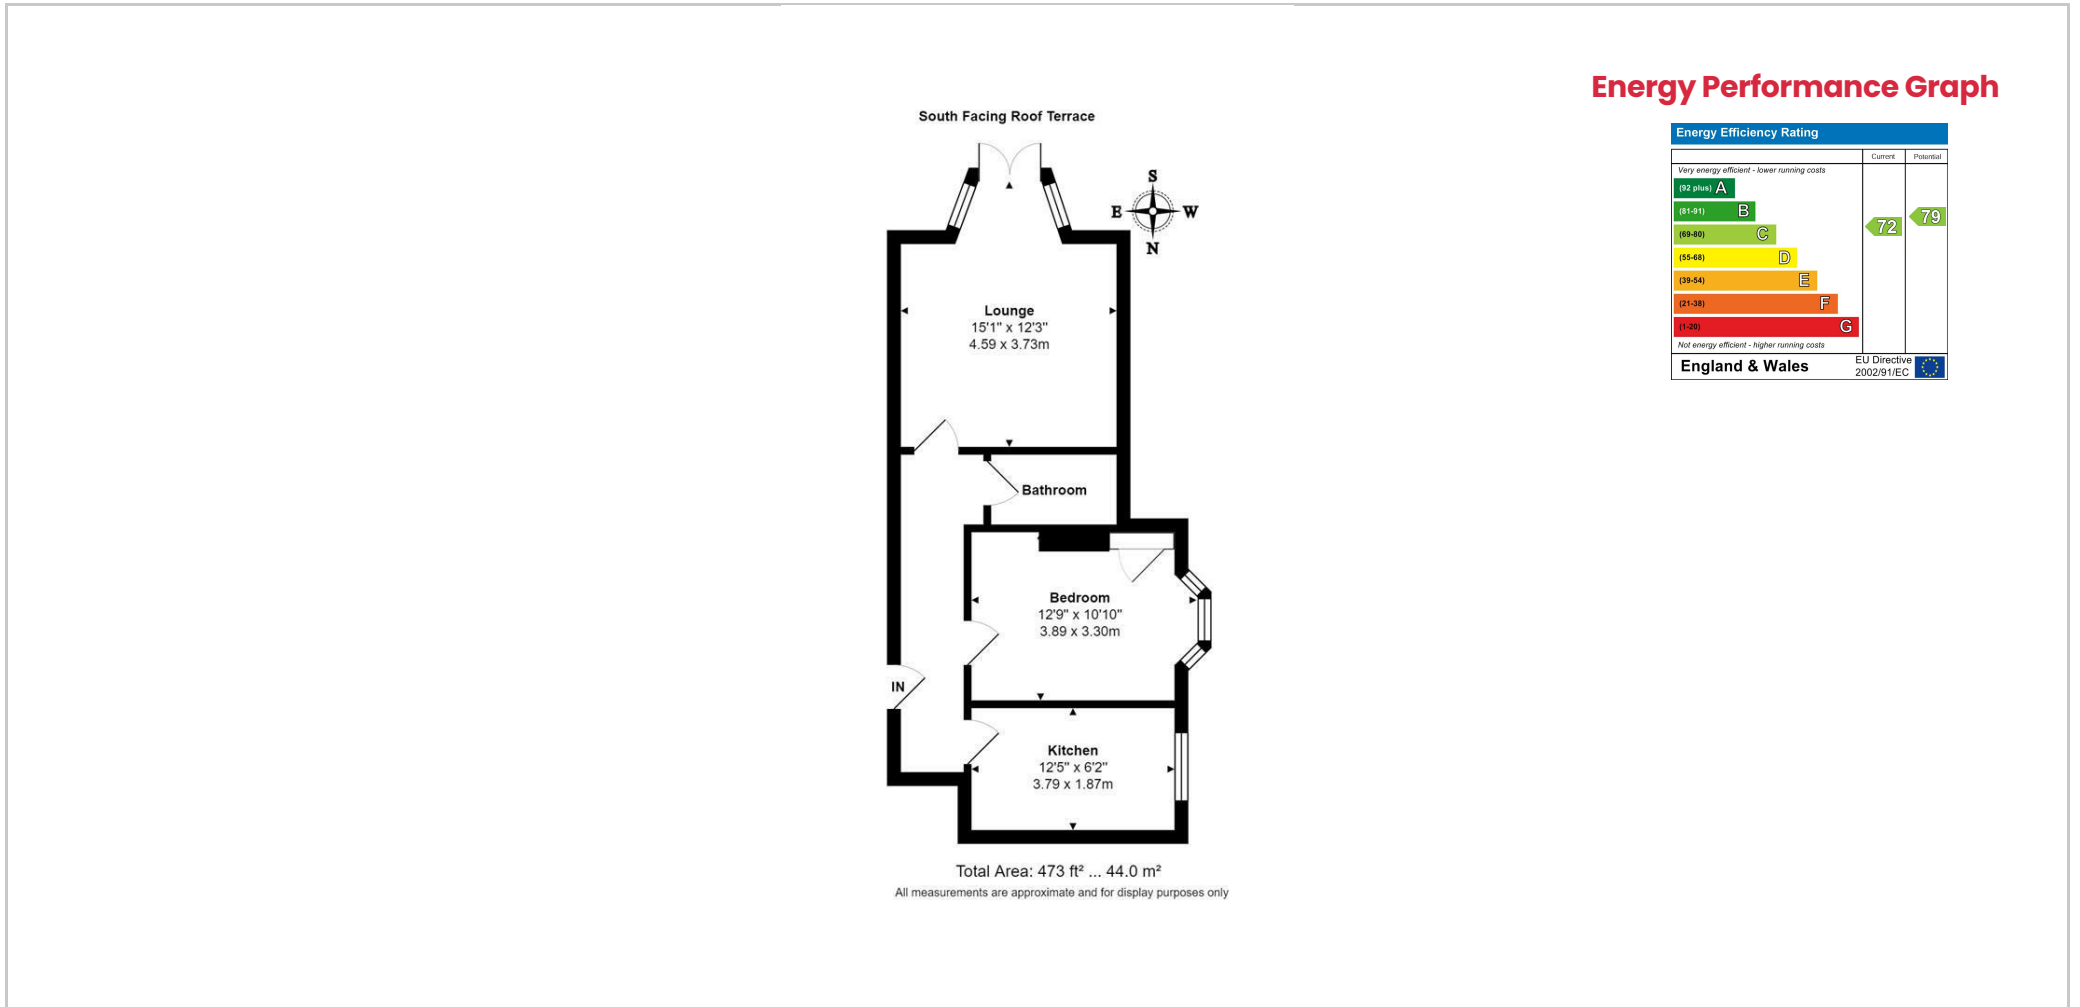 South Facing Roof Terrace
S
E
W
N
Lounge
15'1" x 12'3"
4.59 x 3.73m
Bathroom
Bedroom
12'9" x 10'10"
3.89 x 3.30m
IN
Kitchen
12'5" x 6'2"
3.79 x 1.87m
Total Area: 473 ft² ... 44.0 m²
All measurements are approximate and for display purposes only
Energy Performance Graph
Energy Efficiency Rating
Current Potential
Very energy efficient - lower running costs
(92 plus) A
(81-91) B
(69-80) C
(55-68) D
(39-54) E
(21-38) F
(1-20) G
72
79
Not energy efficient - higher running costs
England & Wales
EU Directive
2002/91/EC